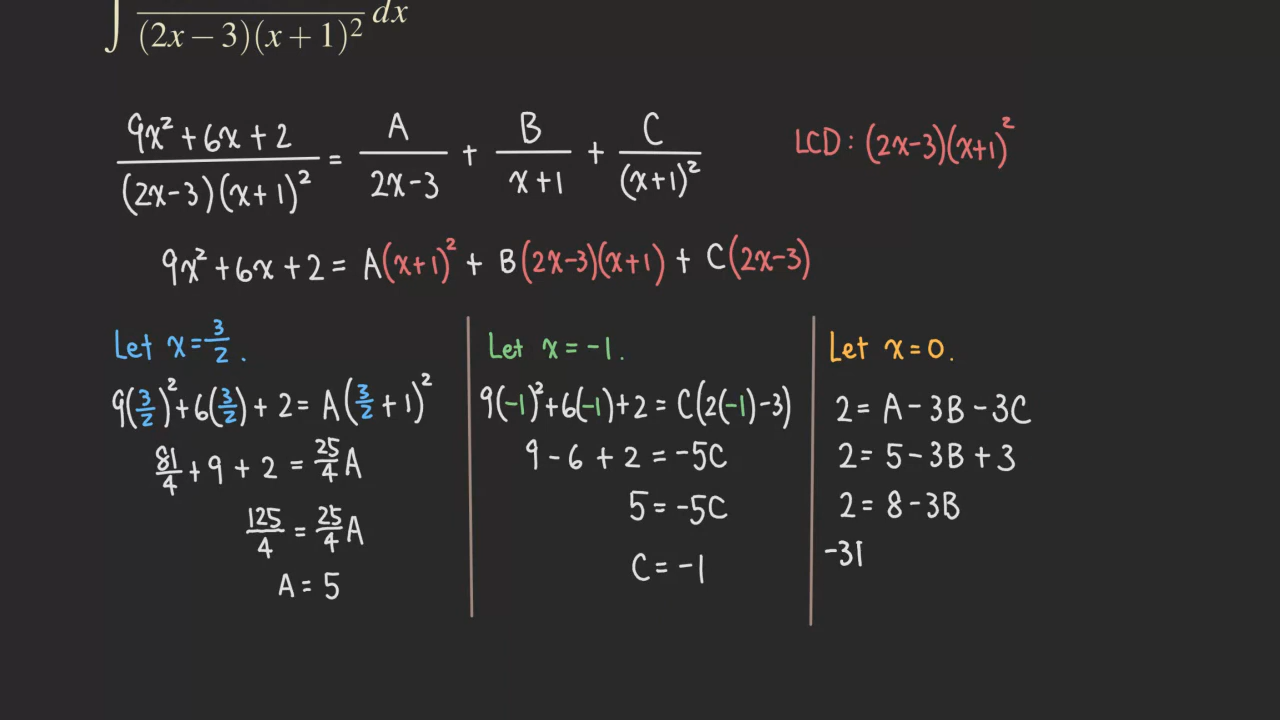 ∫ ─────── dx
(2x − 3)(x + 1)²
(9x² + 6x + 2)/((2x−3)(x+1)²) = A/(2x−3) + B/(x+1) + C/(x+1)²
LCD: (2x−3)(x+1)²
9x² + 6x + 2 = A(x+1)² + B(2x−3)(x+1) + C(2x−3)
Let x = 3/2.
9(3/2)² + 6(3/2) + 2 = A(3/2 + 1)²
81/4 + 9 + 2 = 25/4 A
125/4 = 25/4 A
A = 5
Let x = −1.
9(−1)² + 6(−1) + 2 = C(2(−1) − 3)
9 − 6 + 2 = −5C
5 = −5C
C = −1
Let x = 0.
2 = A − 3B − 3C
2 = 5 − 3B + 3
2 = 8 − 3B
−3